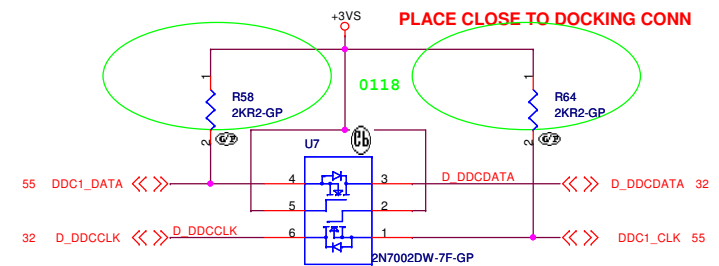 +3VS
PLACE CLOSE TO DOCKING CONN
1
1
0118
R58
2KR2-GP
R64
2KR2-GP
2
G/P
2
G/P
U7
55 DDC1_DATA
4
3
D_DDCDATA
D_DDCDATA 32
5
2
32 D_DDCCLK
D_DDCCLK
6
1
DDC1_CLK 55
2N7002DW-7F-GP